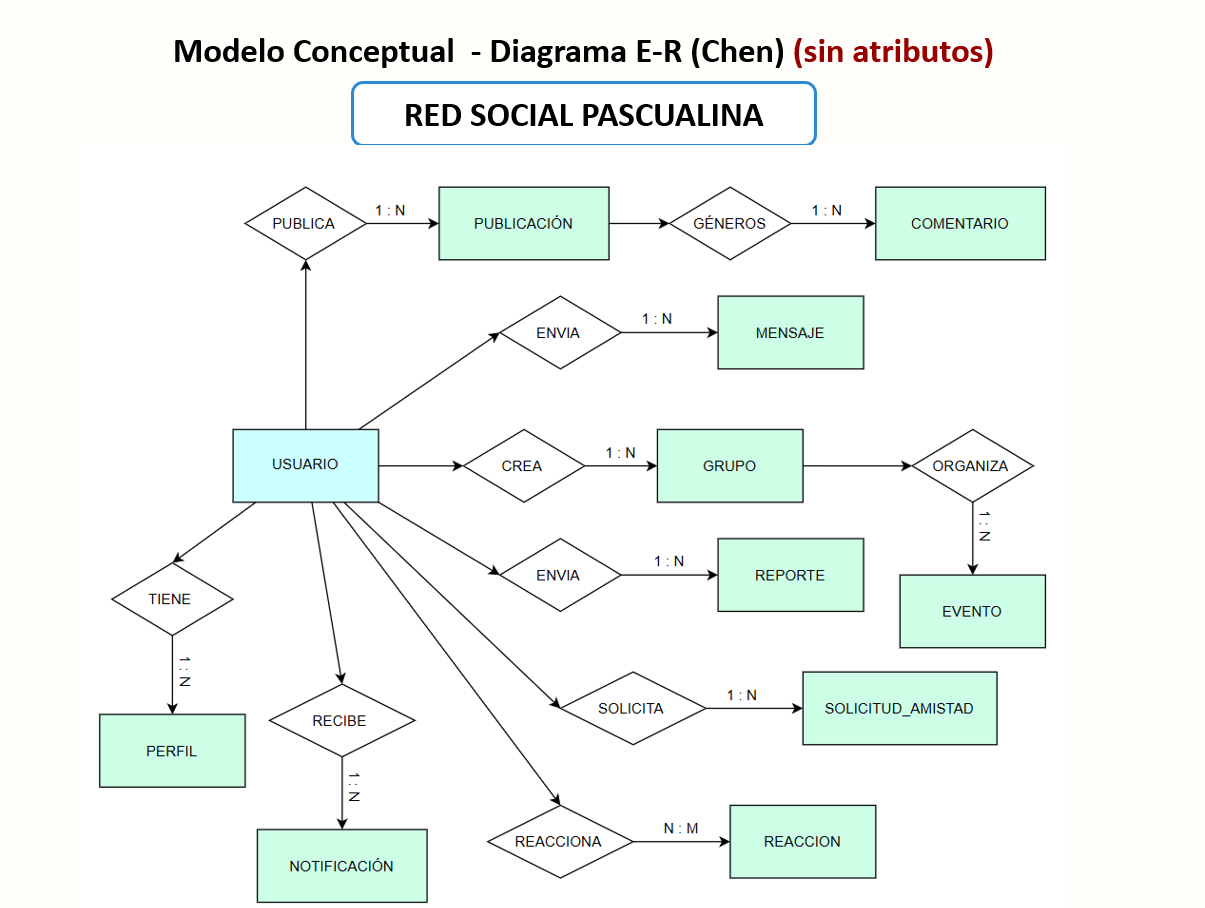 Modelo Conceptual - Diagrama E-R (Chen) (sin atributos)
RED SOCIAL PASCUALINA
PUBLICA
1 : N
PUBLICACIÓN
GÉNEROS
1 : N
COMENTARIO
ENVIA
1 : N
MENSAJE
USUARIO
CREA
1 : N
GRUPO
ORGANIZA
1 : N
ENVIA
1 : N
REPORTE
EVENTO
TIENE
1 : N
PERFIL
RECIBE
1 : N
NOTIFICACIÓN
SOLICITA
1 : N
SOLICITUD_AMISTAD
REACCIONA
N : M
REACCION